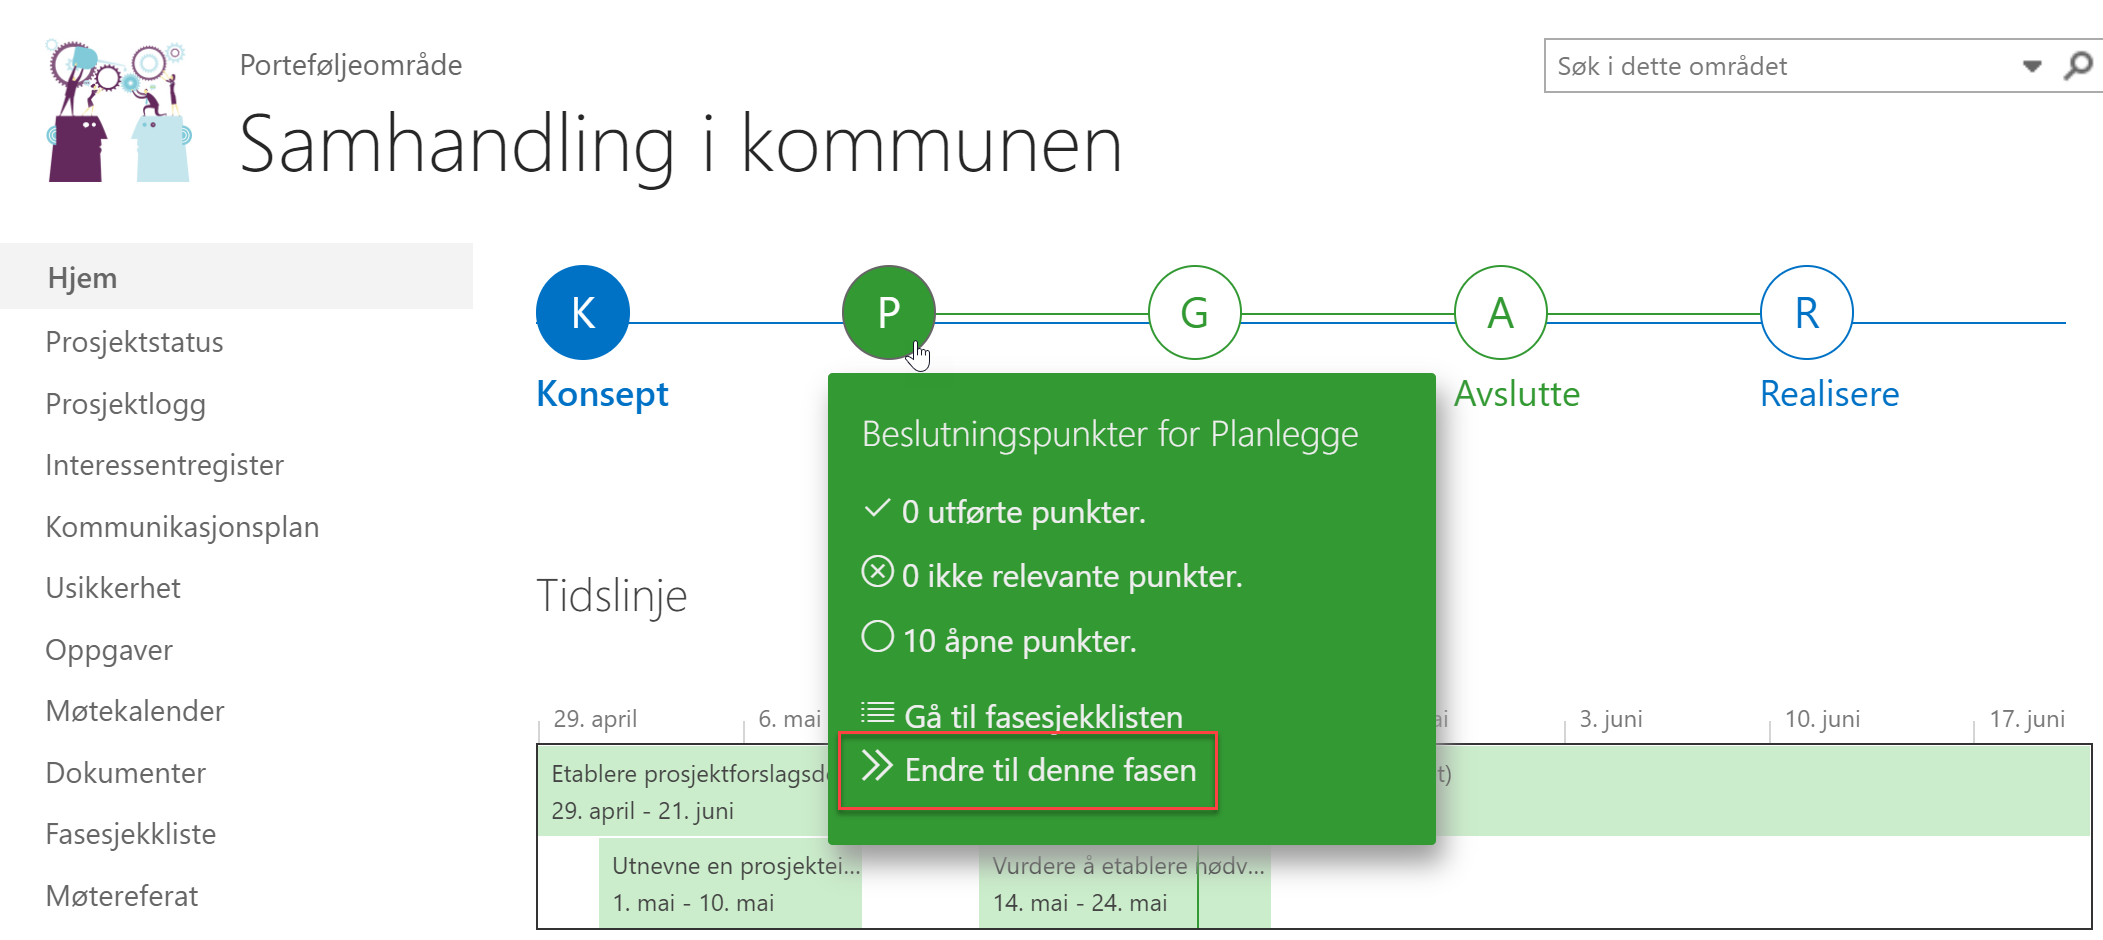 Porteføljeområde
Søk i dette området
Samhandling i kommunen
Hjem
Prosjektstatus
Prosjektlogg
Interessentregister
Kommunikasjonsplan
Usikkerhet
Oppgaver
Møtekalender
Dokumenter
Fasesjekkliste
Møtereferat
K
P
G
A
R
Konsept
Avslutte
Realisere
Beslutningspunkter for Planlegge
0 utførte punkter.
0 ikke relevante punkter.
10 åpne punkter.
Gå til fasesjekklisten
Endre til denne fasen
Tidslinje
29. april
6. mai
3. juni
10. juni
17. juni
Etablere prosjektforslagsd
29. april - 21. juni
Utnevne en prosjektei...
1. mai - 10. mai
Vurdere å etablere nødv...
14. mai - 24. mai